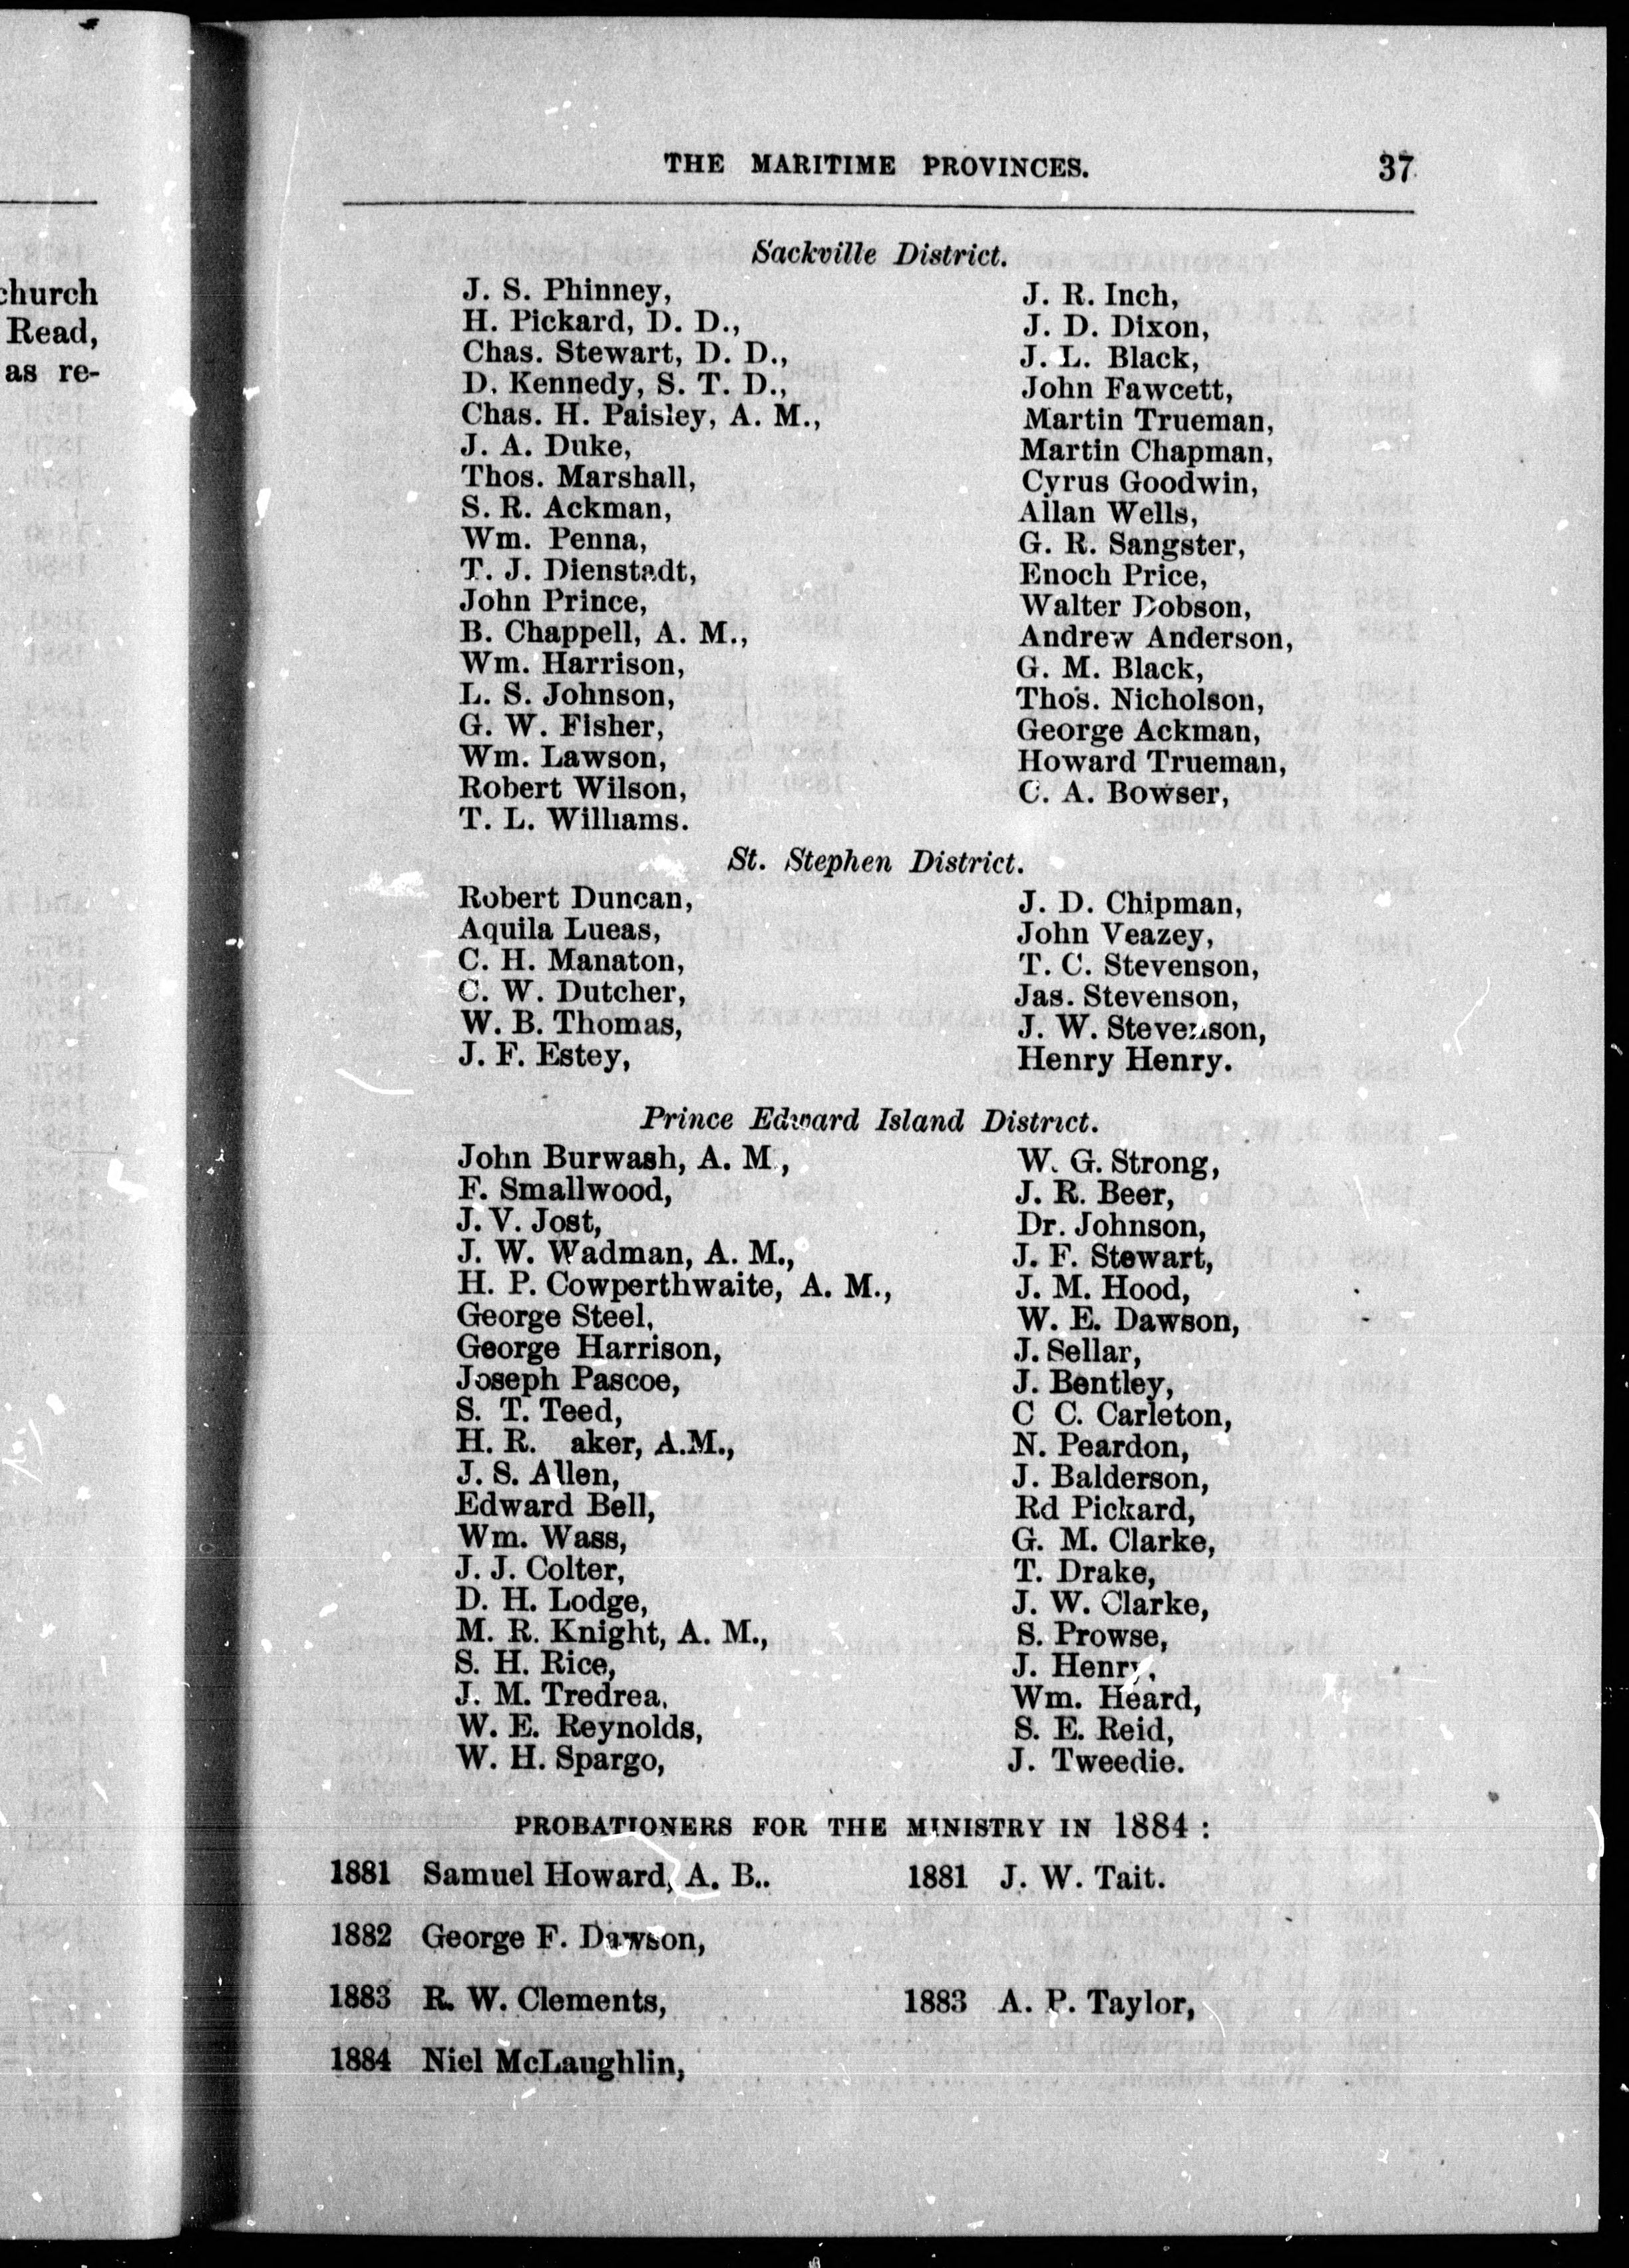 church
Read,
as re-
THE MARITIME PROVINCES. 37
Sackville District.
J. S. Phinney,
H. Pickard, D. D.,
Chas. Stewart, D. D.,
D. Kennedy, S. T. D.,
Chas. H. Paisley, A. M.,
J. A. Duke,
Thos. Marshall,
S. R. Ackman,
Wm. Penna,
T. J. Dienstadt,
John Prince,
B. Chappell, A. M.,
Wm. Harrison,
L. S. Johnson,
G. W. Fisher,
Wm. Lawson,
Robert Wilson,
T. L. Williams.
J. R. Inch,
J. D. Dixon,
J. L. Black,
John Fawcett,
Martin Trueman,
Martin Chapman,
Cyrus Goodwin,
Allan Wells,
G. R. Sangster,
Enoch Price,
Walter Dobson,
Andrew Anderson,
G. M. Black,
Thos. Nicholson,
George Ackman,
Howard Trueman,
C. A. Bowser,
St. Stephen District.
Robert Duncan,
Aquila Lueas,
C. H. Manaton,
C. W. Dutcher,
W. B. Thomas,
J. F. Estey,
J. D. Chipman,
John Veazey,
T. C. Stevenson,
Jas. Stevenson,
J. W. Stevenson,
Henry Henry.
Prince Edward Island District.
John Burwash, A. M.,
F. Smallwood,
J. V. Jost,
J. W. Wadman, A. M.,
H. P. Cowperthwaite, A. M.,
George Steel,
George Harrison,
Joseph Pascoe,
S. T. Teed,
H. R. aker, A.M.,
J. S. Allen,
Edward Bell,
Wm. Wass,
J. J. Colter,
D. H. Lodge,
M. R. Knight, A. M.,
S. H. Rice,
J. M. Tredrea,
W. E. Reynolds,
W. H. Spargo,
W. G. Strong,
J. R. Beer,
Dr. Johnson,
J. F. Stewart,
J. M. Hood,
W. E. Dawson,
J. Sellar,
J. Bentley,
C C. Carleton,
N. Peardon,
J. Balderson,
Rd Pickard,
G. M. Clarke,
T. Drake,
J. W. Clarke,
S. Prowse,
J. Henry,
Wm. Heard,
S. E. Reid,
J. Tweedie.
PROBATIONERS FOR THE MINISTRY IN 1884 :
1881 Samuel Howard, A. B.. 1881 J. W. Tait.
1882 George F. Dawson,
1883 R. W. Clements, 1883 A. P. Taylor,
1884 Niel McLaughlin,